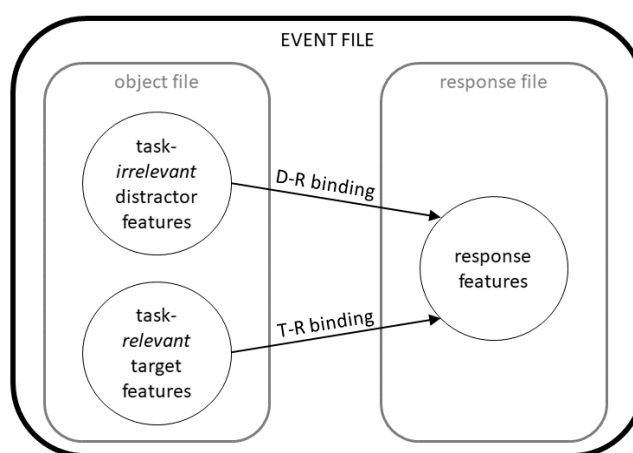 EVENT FILE
object file
response file
task-
irrelevant
distractor
features
D-R binding
response
features
task-
relevant
target
features
T-R binding